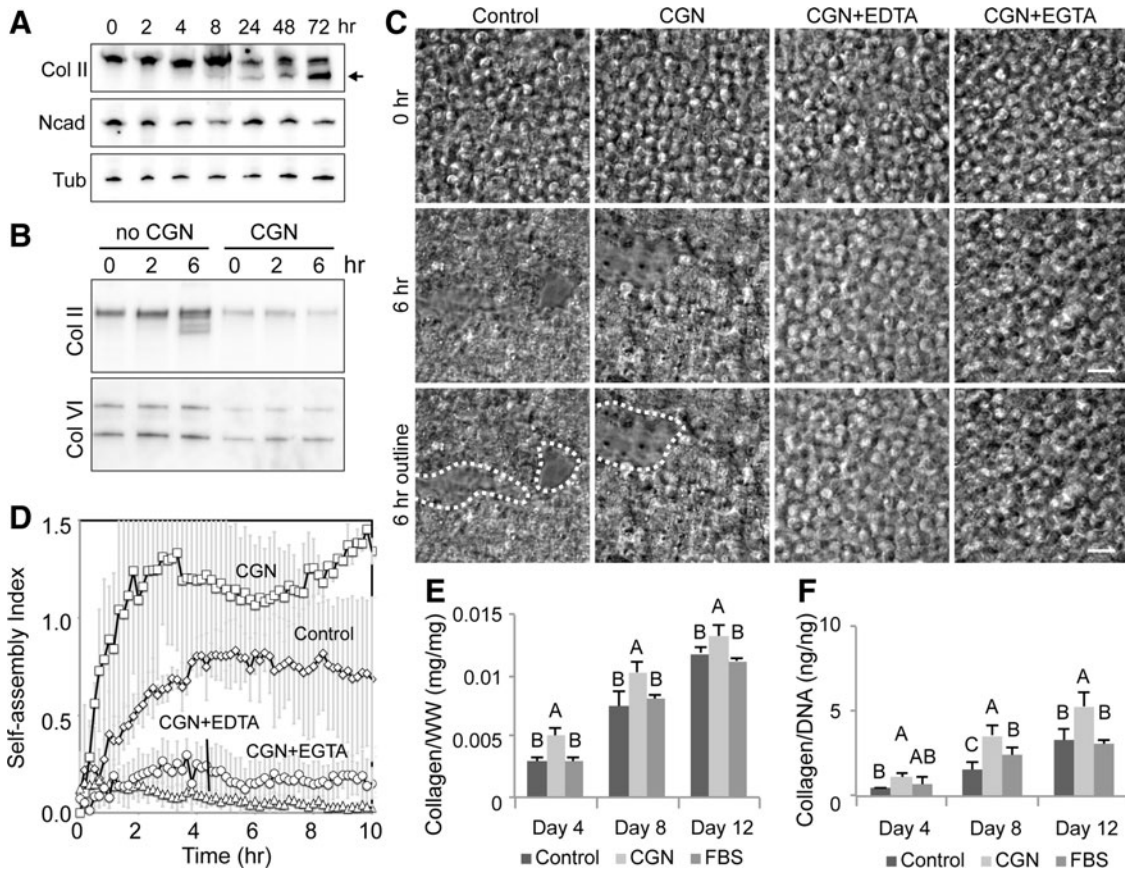 A
0 2 4 8 24 48 72 hr
Col II
Ncad
Tub
B
no CGN CGN
0 2 6 0 2 6 hr
Col II
Col VI
C
Control CGN CGN+EDTA CGN+EGTA
0 hr
6 hr
6 hr outline
D
Self-assembly Index
1.5
1.0
0.5
0.0
CGN
Control
CGN+EDTA
CGN+EGTA
0 2 4 6 8 10
Time (hr)
E
Collagen/WW (mg/mg)
0.015
0.01
0.005
0
B A B
B A B
B A B
Day 4 Day 8 Day 12
Control CGN FBS
F
Collagen/DNA (ng/ng)
10
5
0
B A AB
C A B
B A B
Day 4 Day 8 Day 12
Control CGN FBS